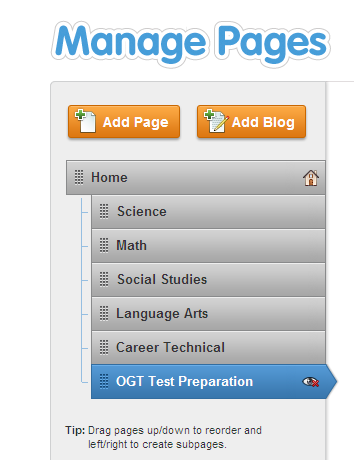 Manage Pages
Add Page
Add Blog
Home
Science
Math
Social Studies
Language Arts
Career Technical
OGT Test Preparation
Tip: Drag pages up/down to reorder and
left/right to create subpages.